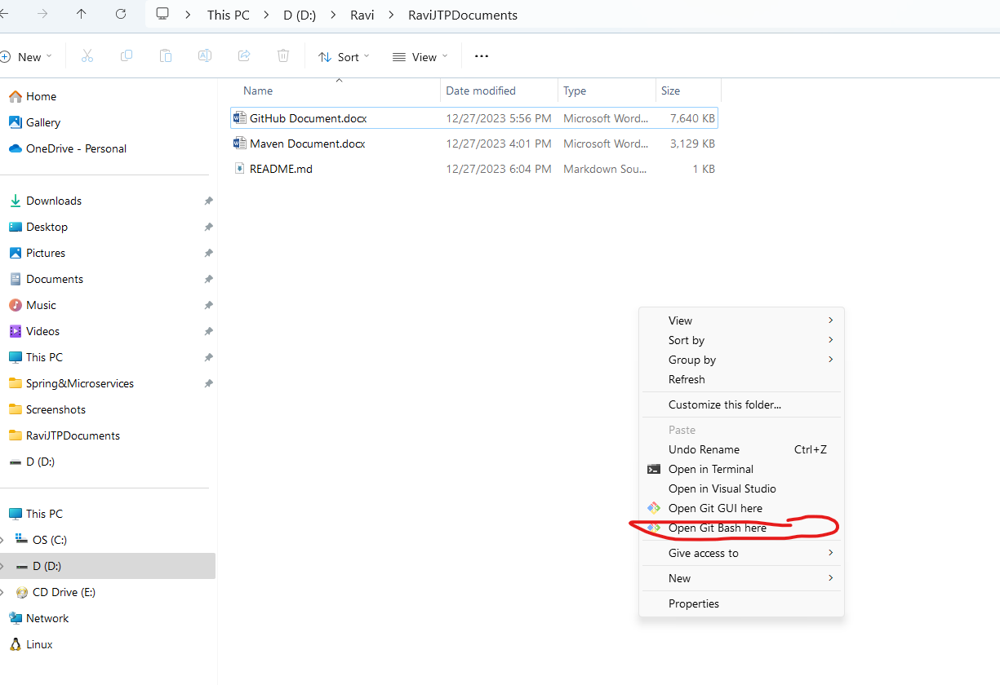 This PC > D (D:) > Ravi > RaviJTPDocuments
New Sort View ...
Name Date modified Type Size
GitHub Document.docx 12/27/2023 5:56 PM Microsoft Word... 7,640 KB
Maven Document.docx 12/27/2023 4:01 PM Microsoft Word... 3,129 KB
README.md 12/27/2023 6:04 PM Markdown Sou... 1 KB
Home
Gallery
OneDrive - Personal
Downloads
Desktop
Pictures
Documents
Music
Videos
This PC
Spring&Microservices
Screenshots
RaviJTPDocuments
D (D:)
This PC
OS (C:)
D (D:)
CD Drive (E:)
Network
Linux
View
Sort by
Group by
Refresh
Customize this folder...
Paste
Undo Rename Ctrl+Z
Open in Terminal
Open in Visual Studio
Open Git GUI here
Open Git Bash here
Give access to
New
Properties